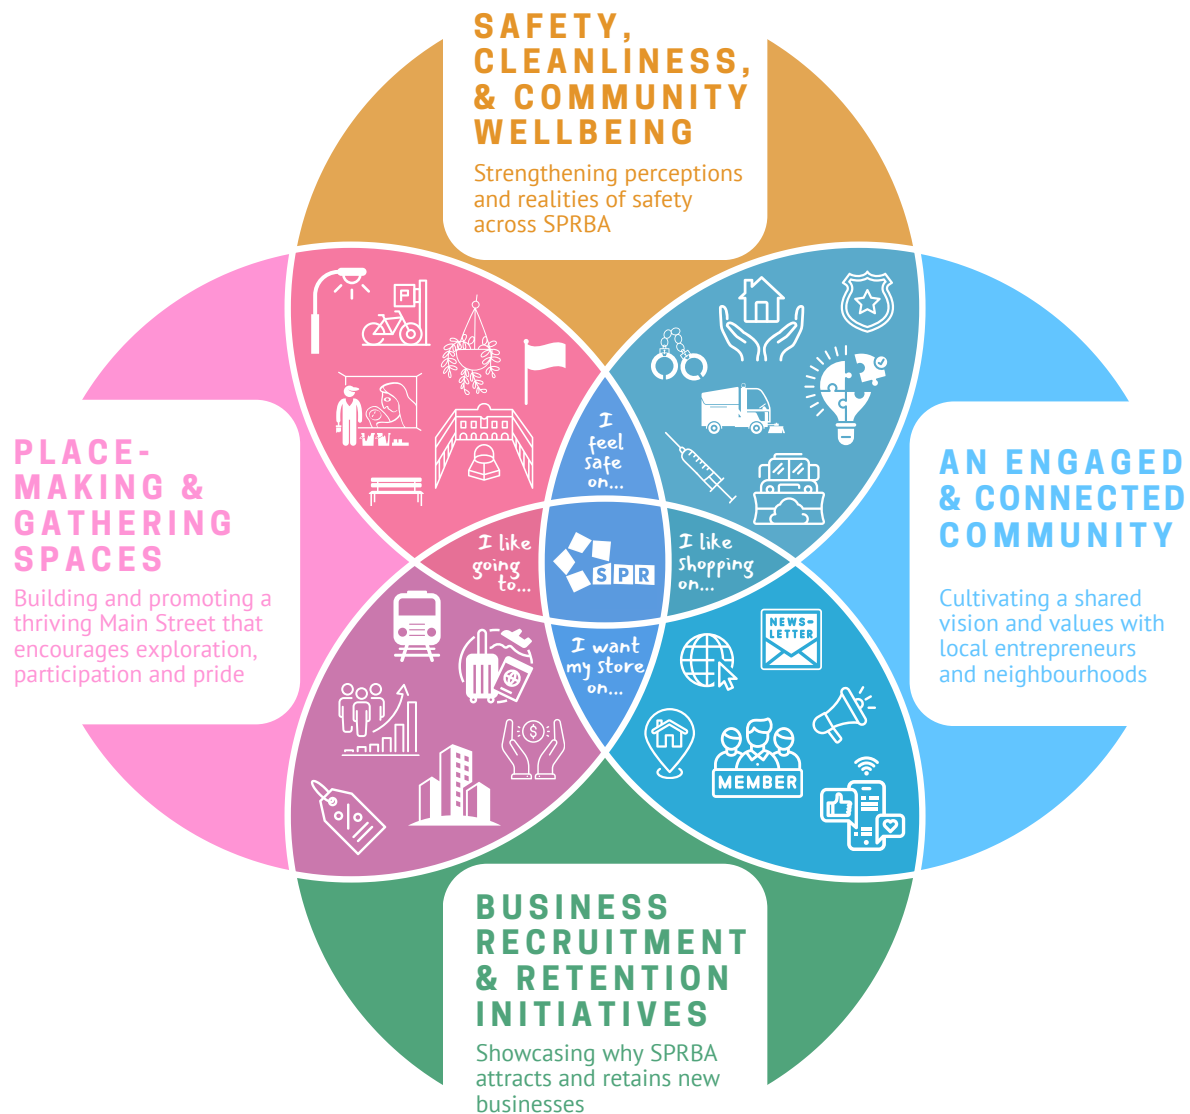 SAFETY,
CLEANLINESS,
& COMMUNITY
WELLBEING
Strengthening perceptions
and realities of safety
across SPRBA
P
I
feel
safe
on...
PLACE-
MAKING &
GATHERING
SPACES
Building and promoting a
thriving Main Street that
encourages exploration,
participation and pride
I like
going
to...
SPR
I like
shopping
on...
AN ENGAGED
& CONNECTED
COMMUNITY
Cultivating a shared
vision and values with
local entrepreneurs
and neighbourhoods
I want
my store
on...
NEWS-
LETTER
$
%
MEMBER
BUSINESS
RECRUITMENT
& RETENTION
INITIATIVES
Showcasing why SPRBA
attracts and retains new
businesses